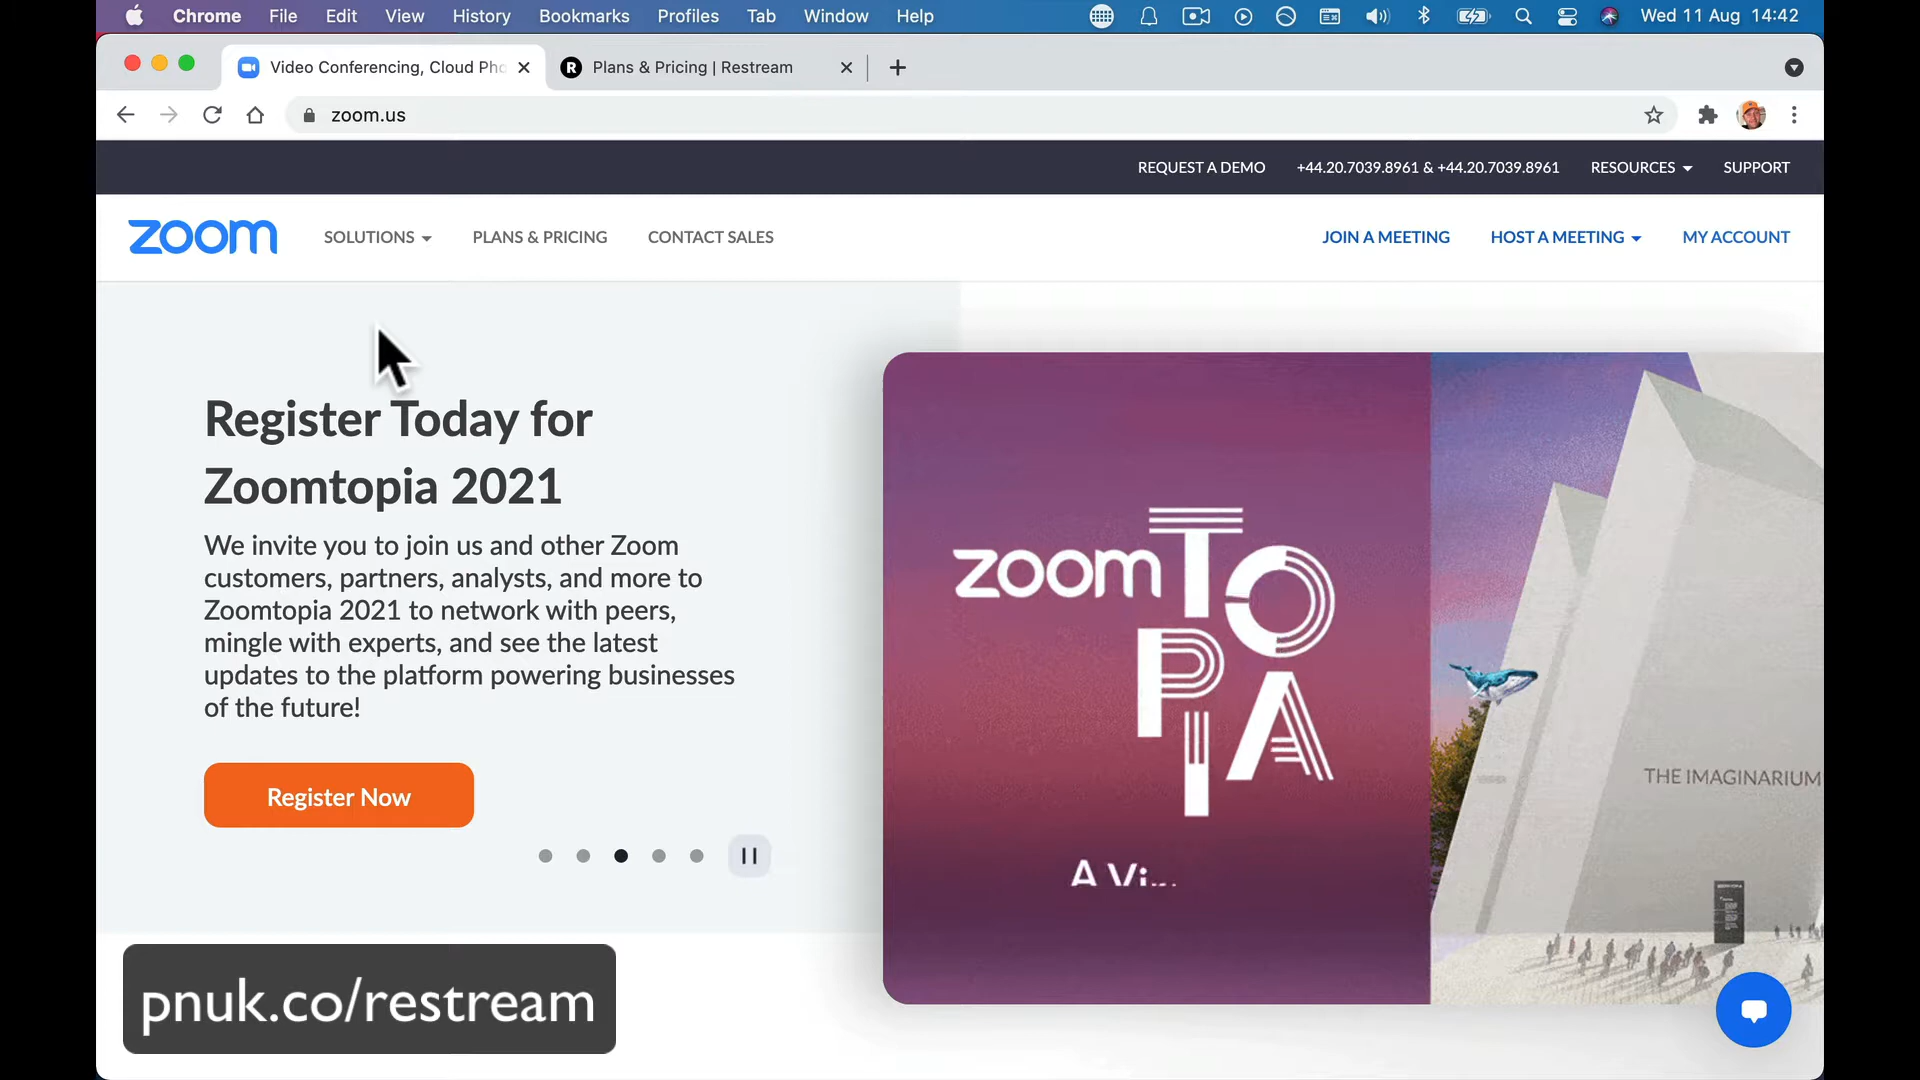 Chrome File Edit View History Bookmarks Profiles Tab Window Help Wed 11 Aug 14:42
Video Conferencing, Cloud Pho Plans & Pricing | Restream
zoom.us
REQUEST A DEMO +44.20.7039.8961 & +44.20.7039.8961 RESOURCES SUPPORT
zoom SOLUTIONS PLANS & PRICING CONTACT SALES JOIN A MEETING HOST A MEETING MY ACCOUNT
Register Today for
Zoomtopia 2021
We invite you to join us and other Zoom
customers, partners, analysts, and more to
Zoomtopia 2021 to network with peers,
mingle with experts, and see the latest
updates to the platform powering businesses
of the future!
Register Now
zoomTOPIA
A
THE IMAGINARIUM
pnuk.co/restream